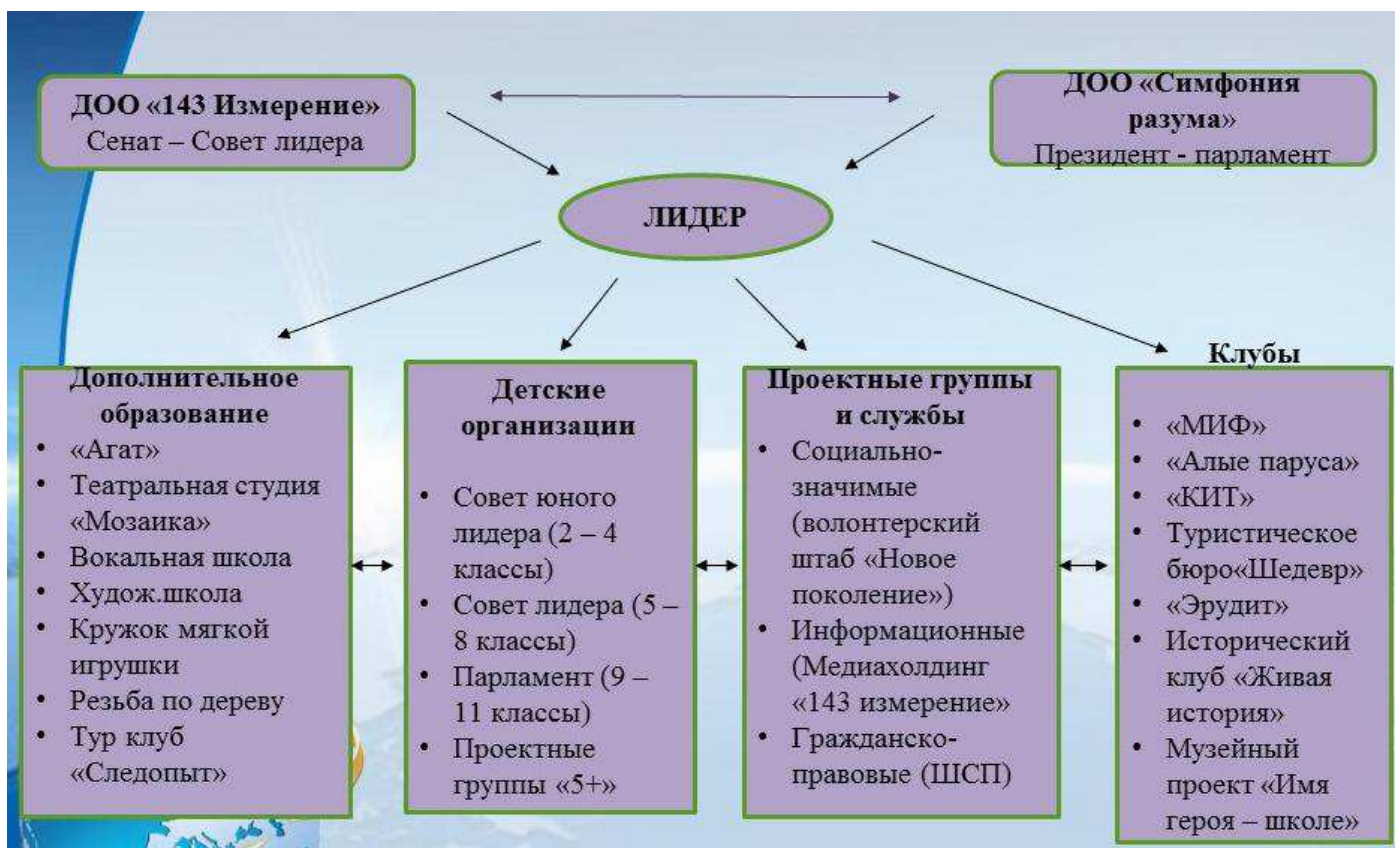 ДОО «143 Измерение»
Сенат – Совет лидера
ДОО «Симфония
разума»
Президент - парламент
ЛИДЕР
Дополнительное
образование
• «Агат»
• Театральная студия
«Мозаика»
• Вокальная школа
• Худож.школа
• Кружок мягкой
игрушки
• Резьба по дереву
• Тур клуб
«Следопыт»
Детские
организации
• Совет юного
лидера (2 – 4
классы)
• Совет лидера (5 –
8 классы)
• Парламент (9 –
11 классы)
• Проектные
группы «5+»
Проектные группы
и службы
• Социально-
значимые
(волонтерский
штаб «Новое
поколение»)
• Информационные
(Медиахолдинг
«143 измерение»
• Гражданско-
правовые (ШСП)
Клубы
• «МИФ»
• «Алые паруса»
• «КИТ»
• Туристическое
бюро«Шедевр»
• «Эрудит»
• Исторический
клуб «Живая
история»
• Музейный
проект «Имя
героя – школе»